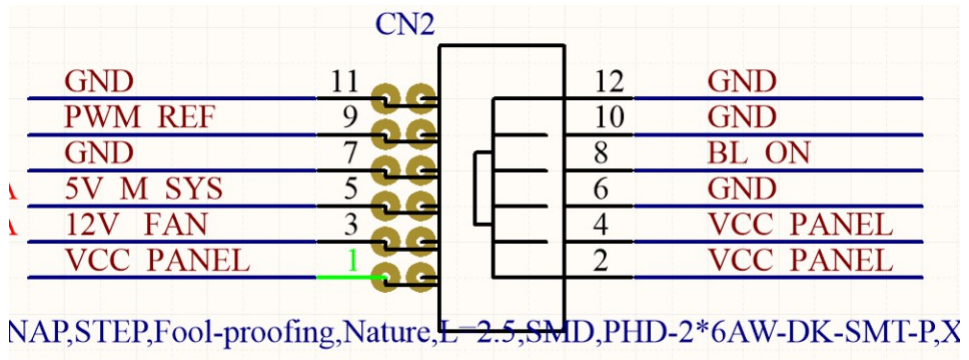 CN2
GND 11 12 GND
PWM REF 9 10 GND
GND 7 8 BL ON
5V M SYS 5 6 GND
12V FAN 3 4 VCC PANEL
VCC PANEL 1 2 VCC PANEL
NAP,STEP,Fool-proofing,Nature,L=2.5,SMD,PHD-2*6AW-DK-SMT-P,X